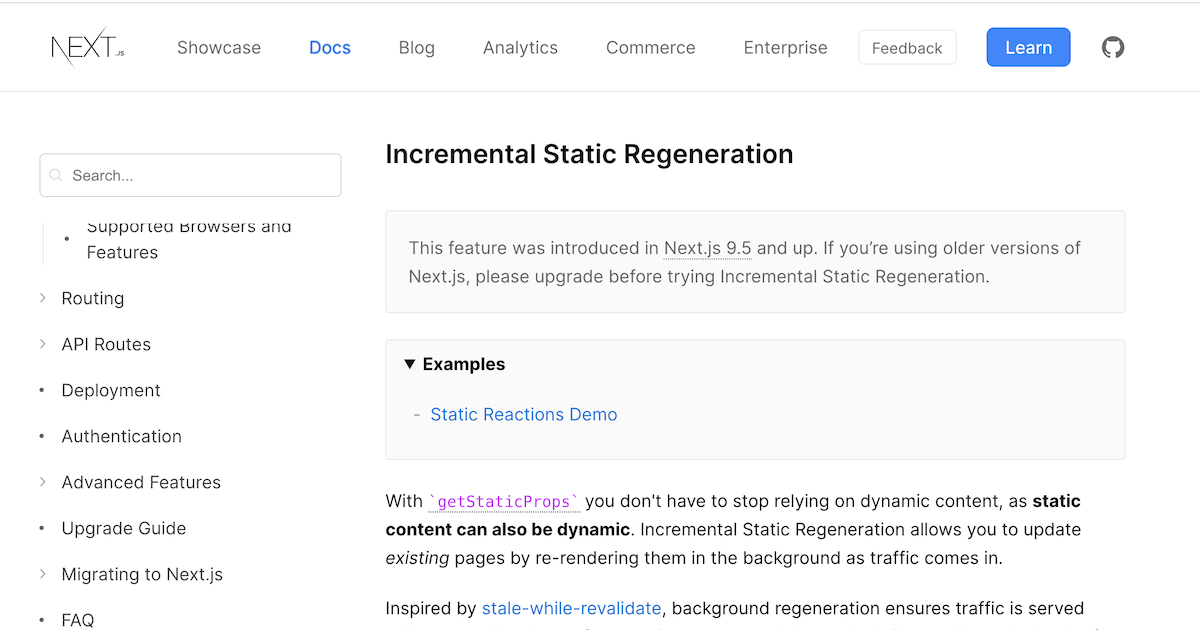 NEXT.JS Showcase Docs Blog Analytics Commerce Enterprise Feedback Learn
Search...
Supported Browsers and
Features
Routing
API Routes
Deployment
Authentication
Advanced Features
Upgrade Guide
Migrating to Next.js
FAQ
Incremental Static Regeneration
This feature was introduced in Next.js 9.5 and up. If you’re using older versions of
Next.js, please upgrade before trying Incremental Static Regeneration.
▼ Examples
- Static Reactions Demo
With `getStaticProps` you don't have to stop relying on dynamic content, as static
content can also be dynamic. Incremental Static Regeneration allows you to update
existing pages by re-rendering them in the background as traffic comes in.
Inspired by stale-while-revalidate, background regeneration ensures traffic is served